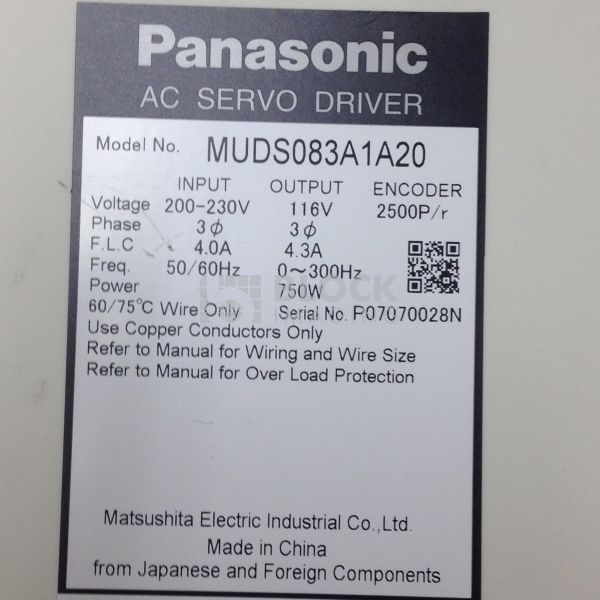 Panasonic
AC SERVO DRIVER
Model No. MUDS083A1A20
INPUT OUTPUT ENCODER
Voltage 200-230V 116V 2500P/r
Phase 3ϕ 3ϕ
F.L.C 4.0A 4.3A
Freq. 50/60Hz 0~300Hz
Power 750W
60/75°C Wire Only Serial No. P07070028N
Use Copper Conductors Only
Refer to Manual for Wiring and Wire Size
Refer to Manual for Over Load Protection
Matsushita Electric Industrial Co.,Ltd.
Made in China
from Japanese and Foreign Components